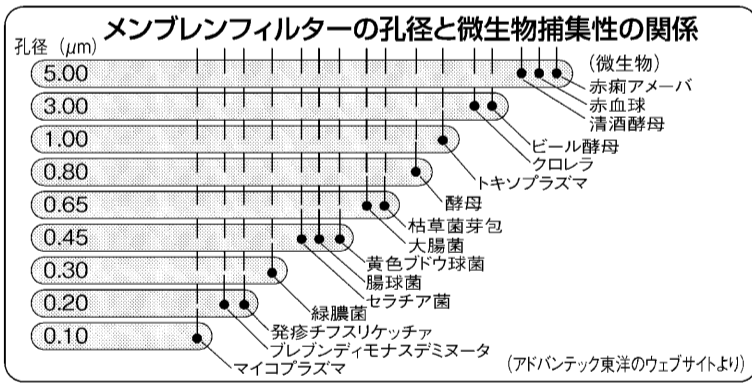 メンブレンフィルターの孔径と微生物捕集性の関係
孔径 (μm)
(微生物)
5.00
赤痢アメーバ
赤血球
清酒酵母
3.00
ビール酵母
クロレラ
1.00
トキソプラズマ
0.80
酵母
0.65
枯草菌芽包
大腸菌
0.45
黄色ブドウ球菌
腸球菌
セラチア菌
0.30
緑膿菌
0.20
発疹チフスリケッチァ
ブレブンディモナスデミヌータ
0.10
マイコプラズマ
(アドバンテック東洋のウェブサイトより)